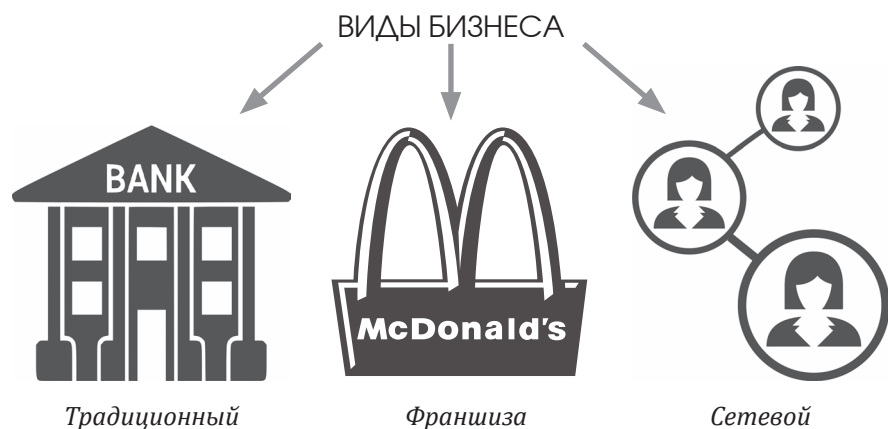 ВИДЫ БИЗНЕСА
BANK
McDonald's
Традиционный
Франшиза
Сетевой